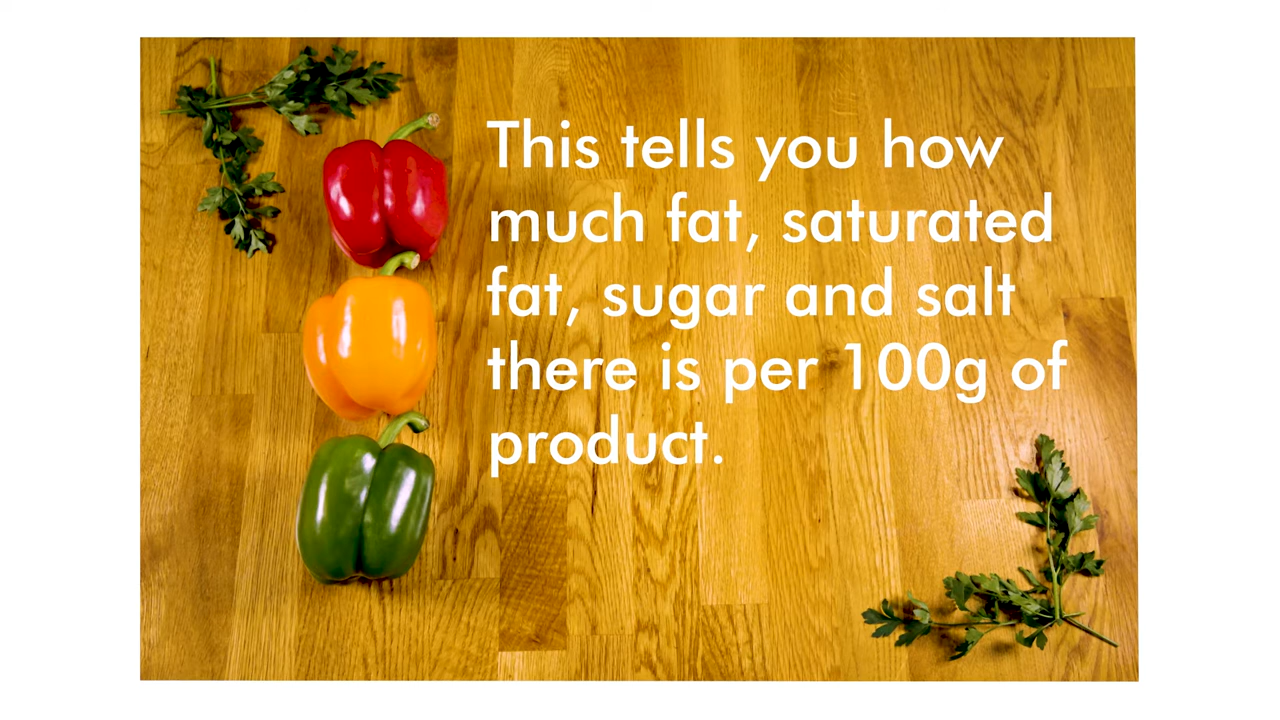 This tells you how
much fat, saturated
fat, sugar and salt
there is per 100g of
product.